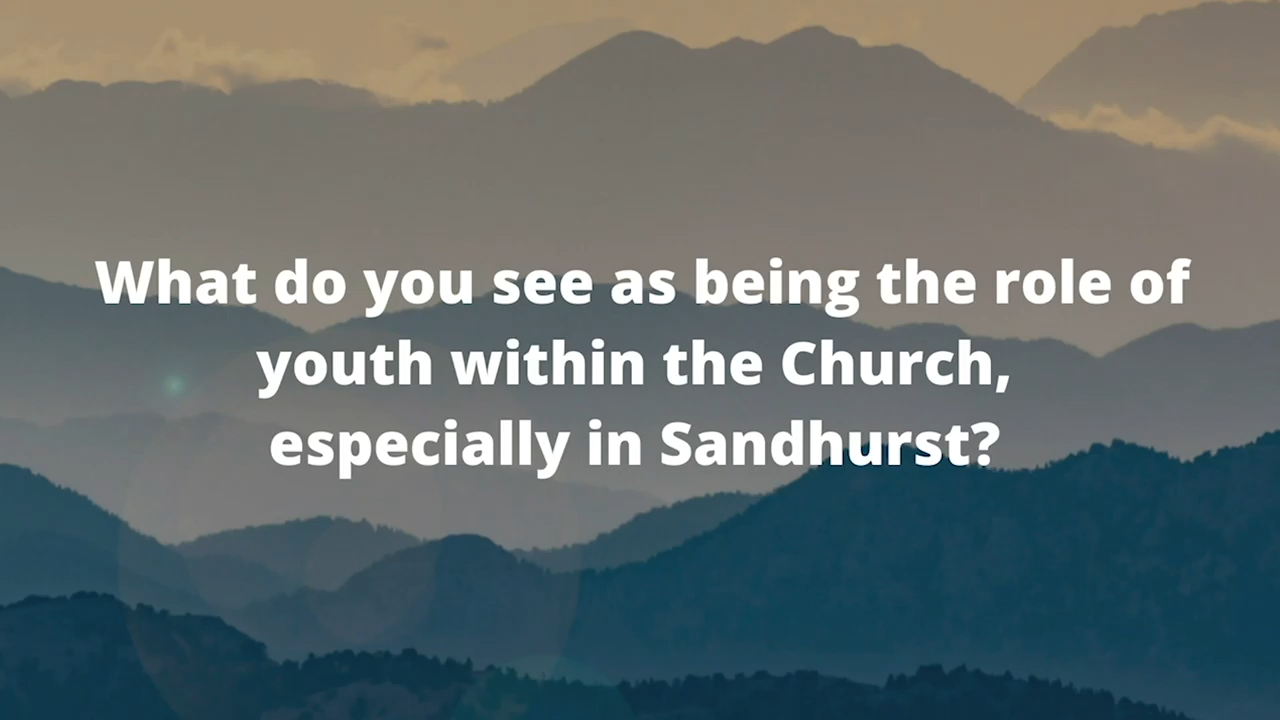 What do you see as being the role of
youth within the Church,
especially in Sandhurst?